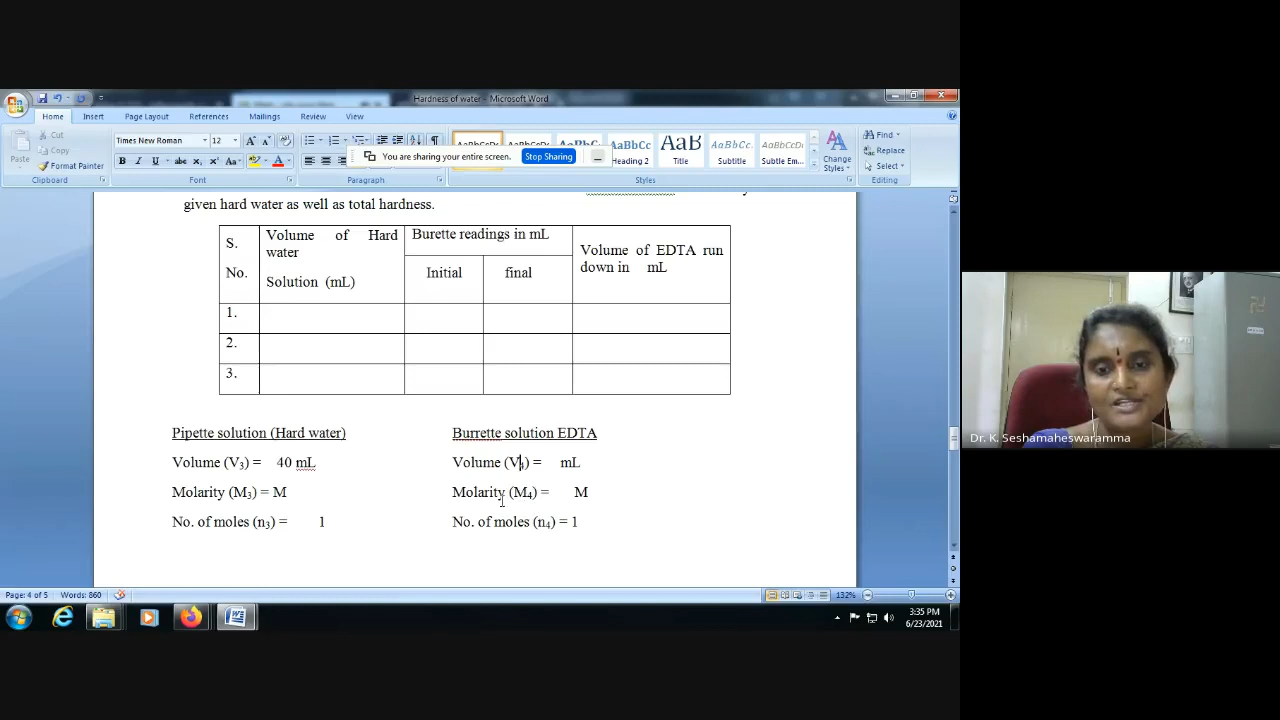 Hardness of water - Microsoft Word
Home Insert Page Layout References Mailings Review View
Cut
Copy
Format Painter
Paste
Clipboard
Times New Roman 12
Font
Paragraph
You are sharing your entire screen. Stop Sharing
Heading 2
Title
Subtitle
Subtle Em...
Styles
Change
Styles
Find
Replace
Select
Editing
given hard water as well as total hardness.
S.
No.
Volume of Hard
water
Solution (mL)
Burette readings in mL
Initial
final
Volume of EDTA run
down in mL
1.
2.
3.
Pipette solution (Hard water)
Burrette solution EDTA
Volume (V₃) = 40 mL
Volume (V₄) = mL
Molarity (M₃) = M
Molarity (M₄) = M
No. of moles (n₃) = 1
No. of moles (n₄) = 1
Page: 4 of 5 Words: 860
132%
3:35 PM
6/23/2021
Dr. K. Seshamaheswaramma